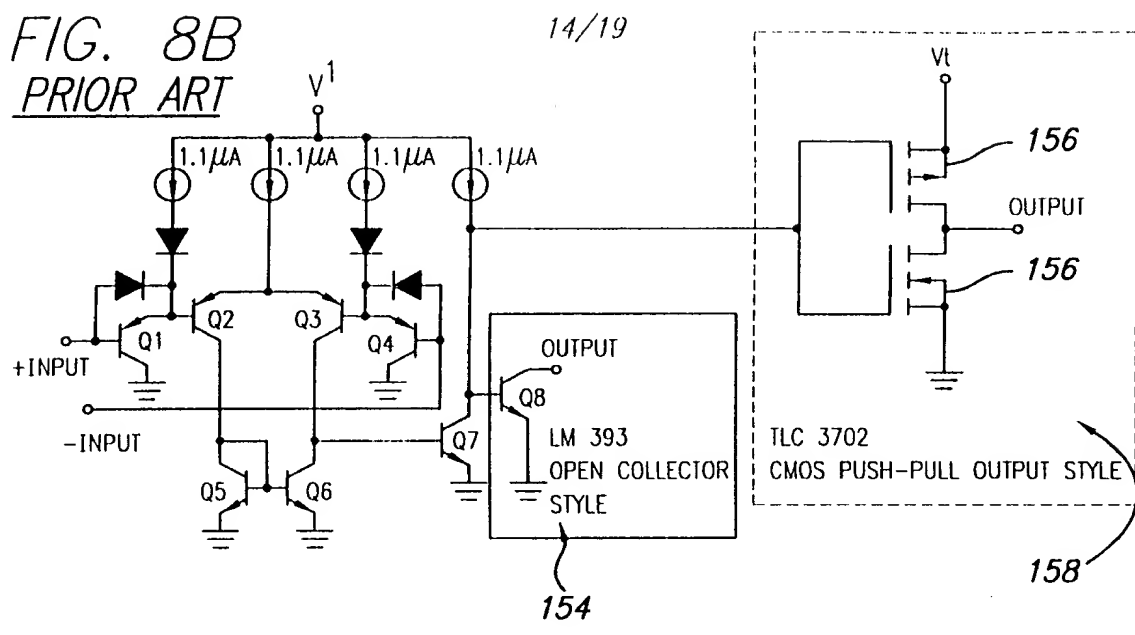 FIG. 8B
PRIOR ART
14/19
V1
1.1μA
1.1μA
1.1μA
1.1μA
Vt
156
OUTPUT
156
Q1
Q2
Q3
Q4
+INPUT
-INPUT
OUTPUT
Q8
Q7
Q5
Q6
LM 393
OPEN COLLECTOR
STYLE
TLC 3702
CMOS PUSH-PULL OUTPUT STYLE
154
158